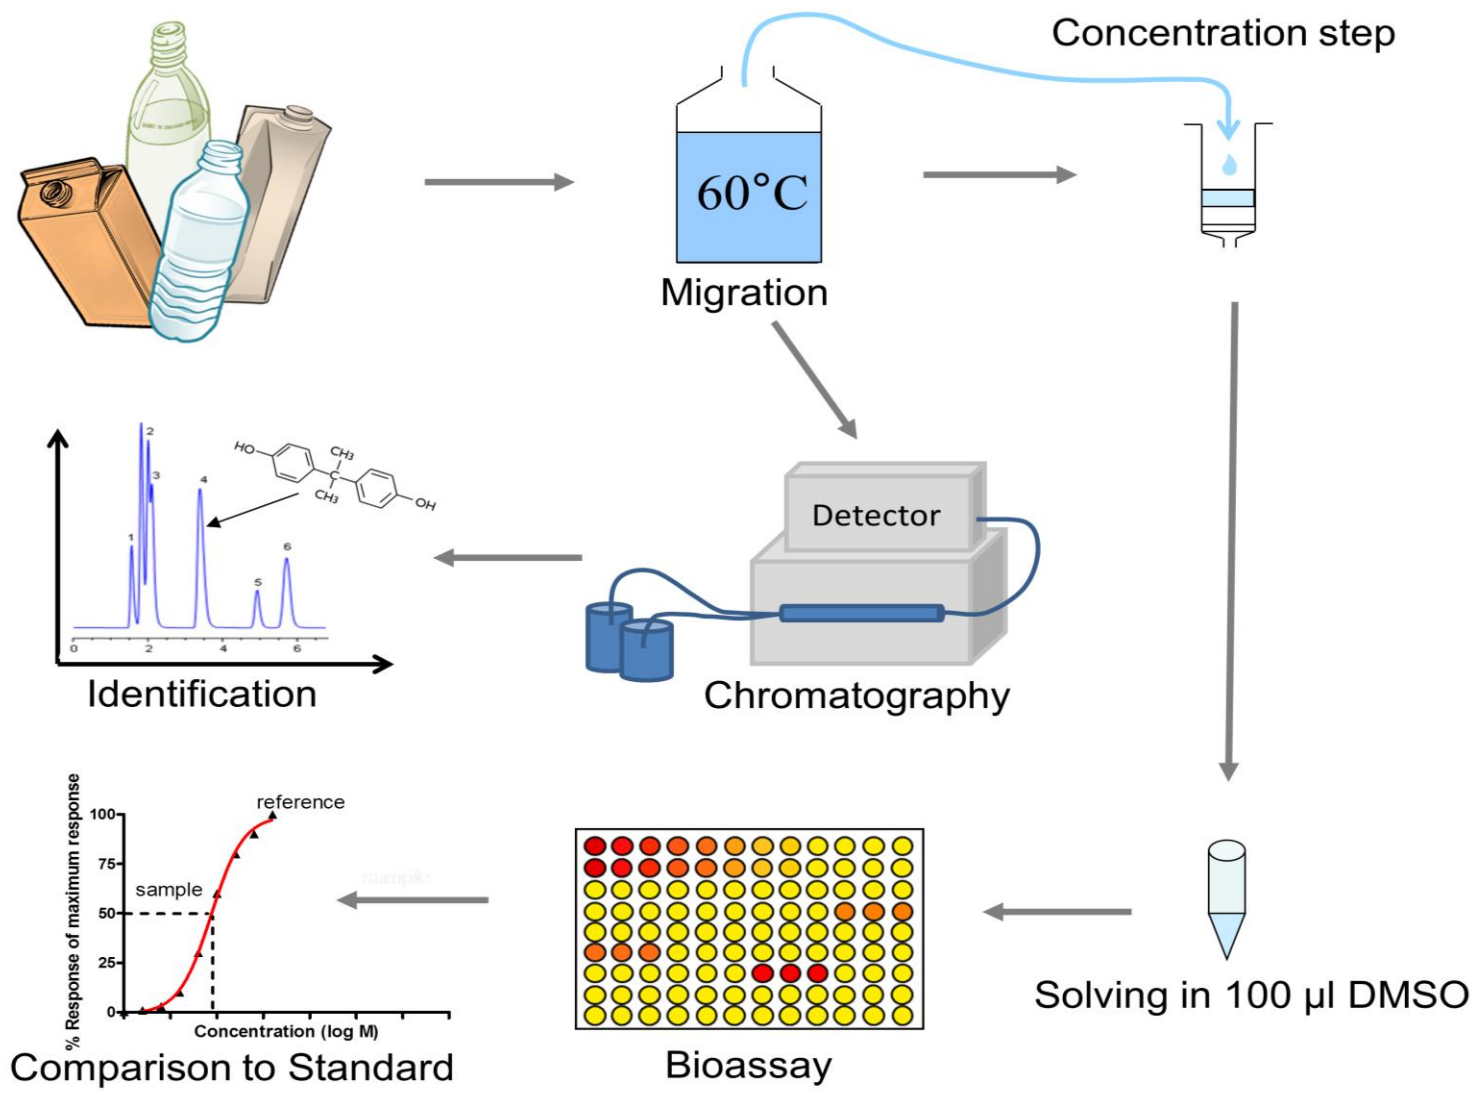 Concentration step
60°C
Migration
Detector
Chromatography
1
2
3
4
5
6
HO
CH3
C
CH3
OH
0 2 4 6
Identification
% Response of maximum response
100
75
50
25
0
reference
sample
Concentration (log M)
Comparison to Standard
sample
Bioassay
Solving in 100 µl DMSO